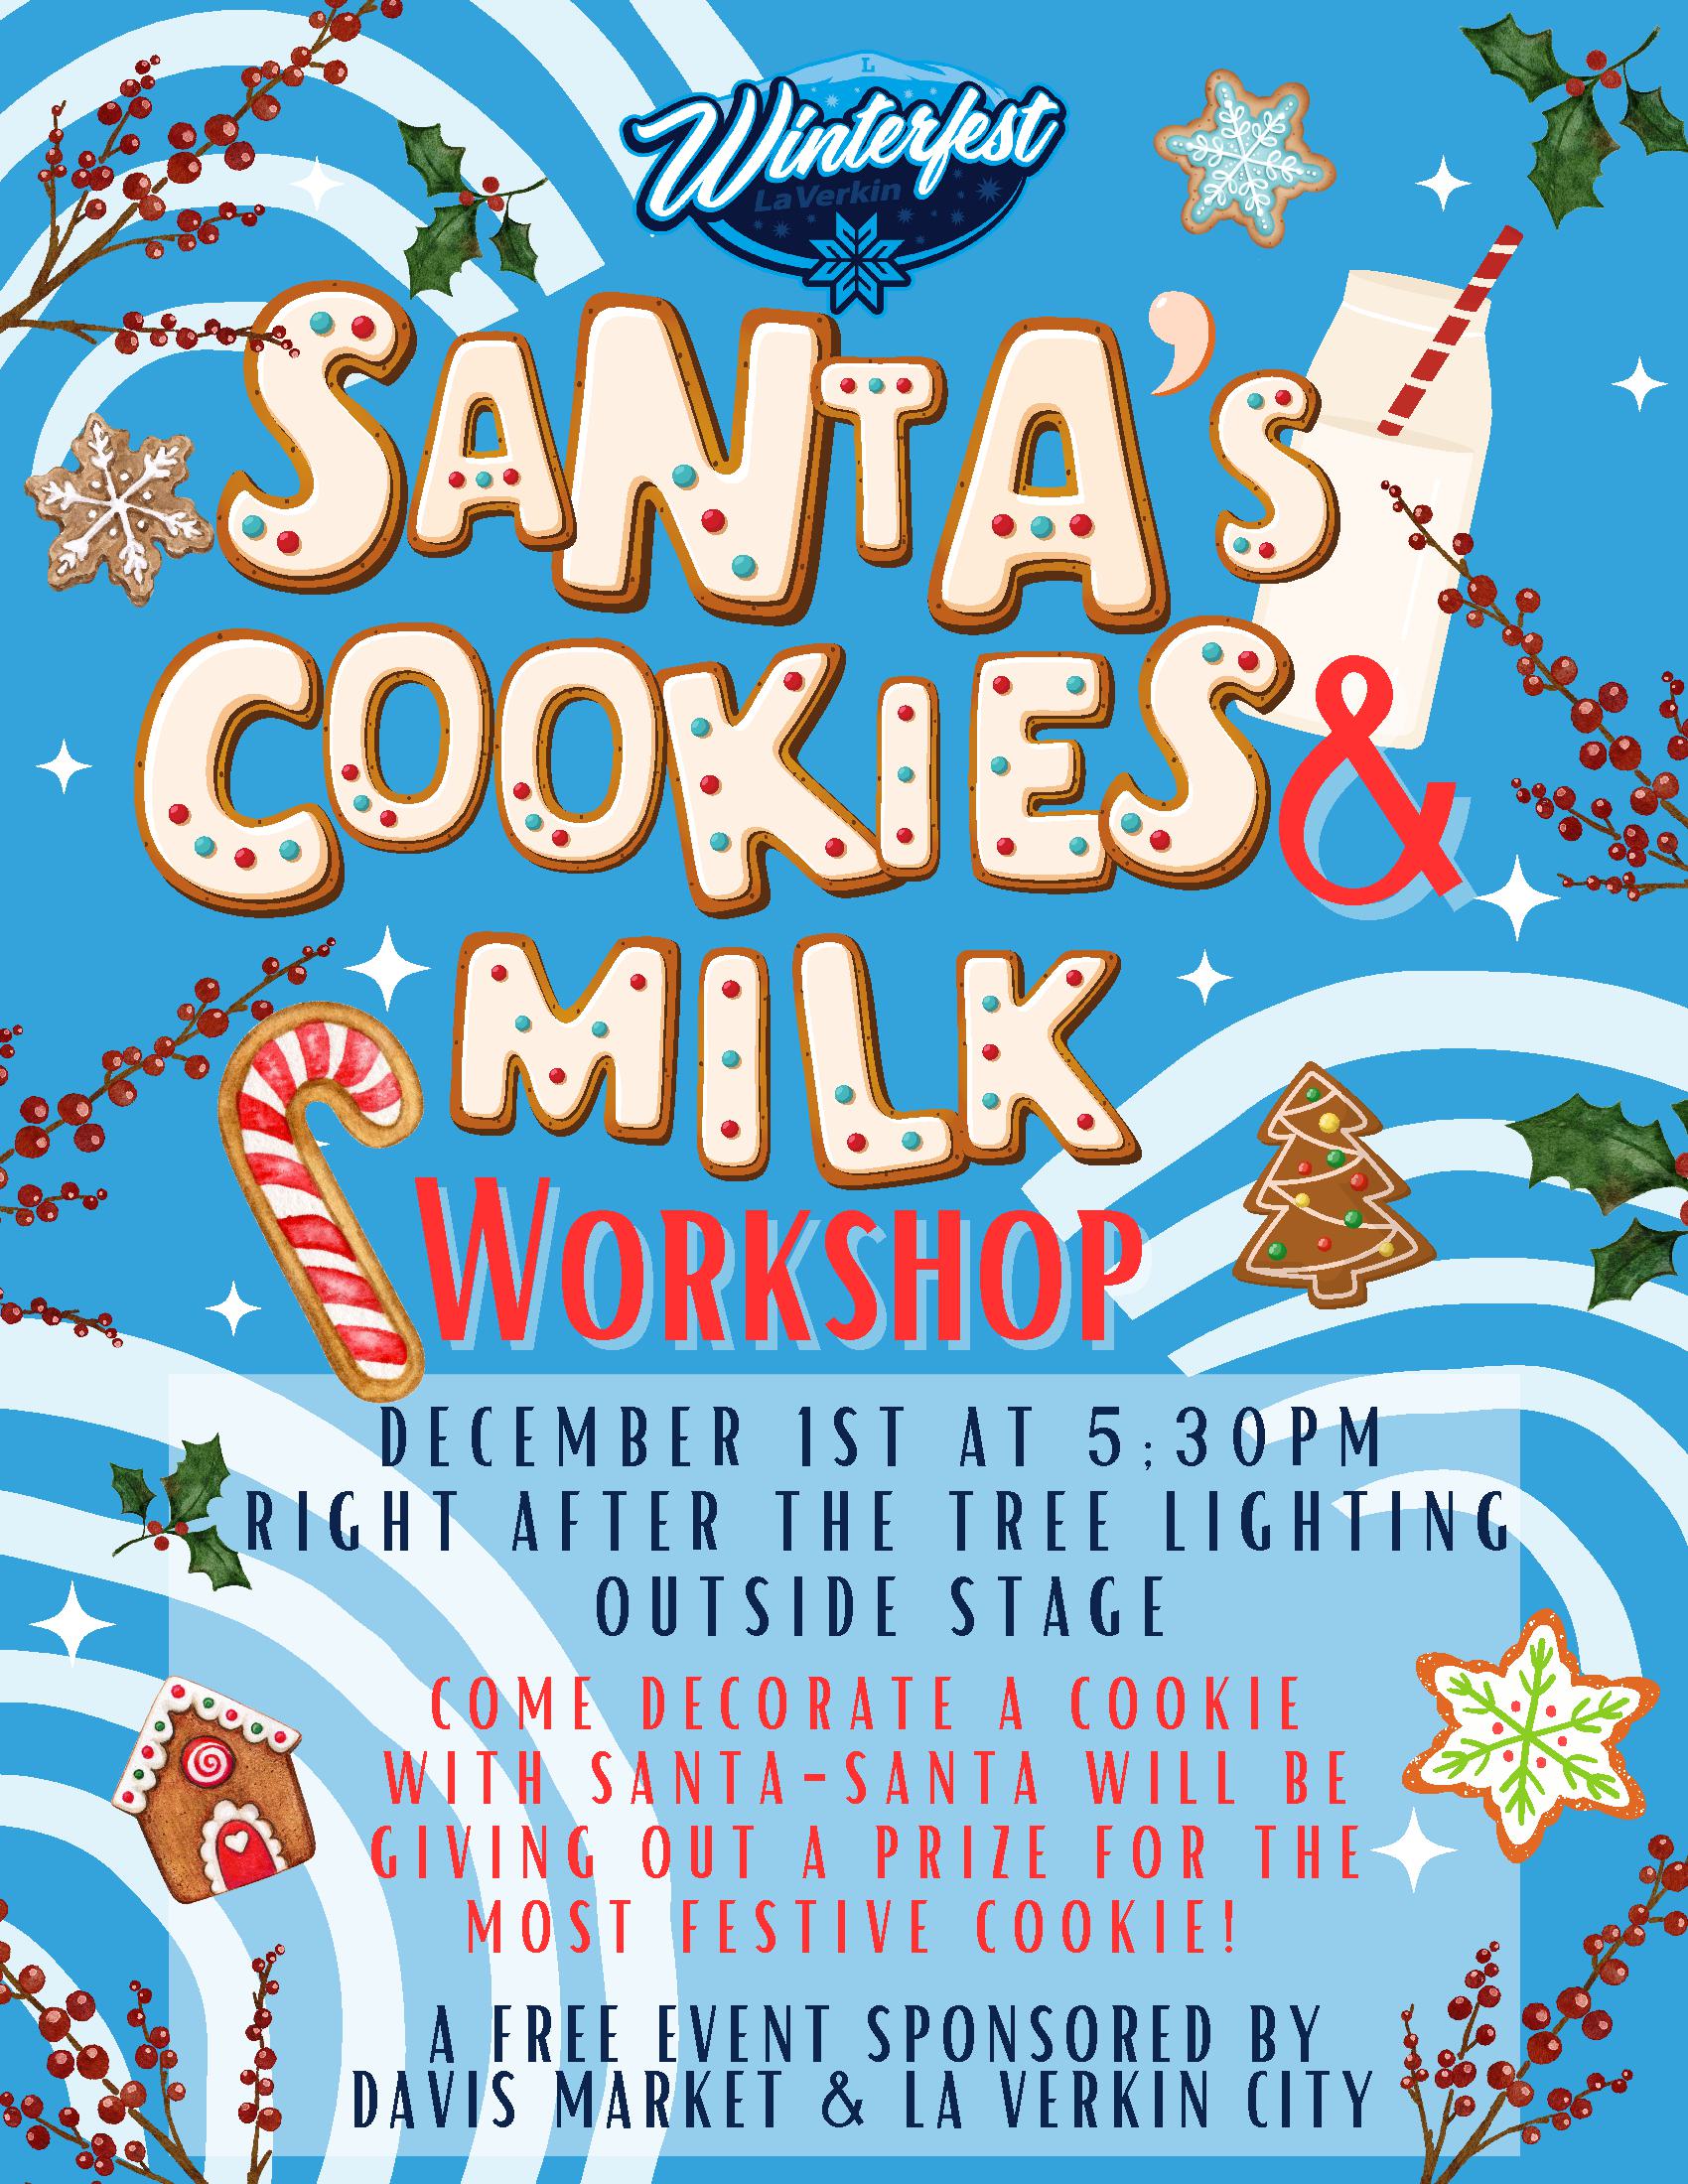 L
Winterfest
LaVerkin
SANTA's
COOKIES &
MILK
WORKSHOP
DECEMBER 1ST AT 5;30PM
RIGHT AFTER THE TREE LIGHTING
OUTSIDE STAGE
COME DECORATE A COOKIE
WITH SANTA-SANTA WILL BE
GIVING OUT A PRIZE FOR THE
MOST FESTIVE COOKIE!
A FREE EVENT SPONSORED BY
DAVIS MARKET & LA VERKIN CITY